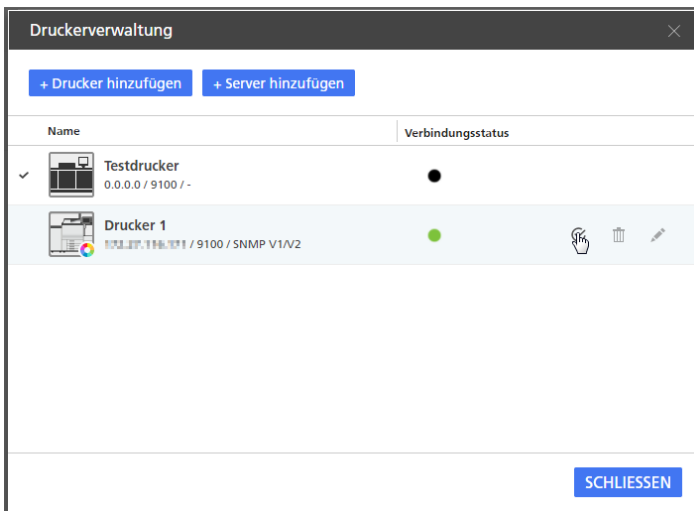 Druckerverwaltung
+ Drucker hinzufügen
+ Server hinzufügen
Name
Verbindungsstatus
Testdrucker
0.0.0.0 / 9100 / -
Drucker 1
/ 9100 / SNMP V1/V2
SCHLIESSEN